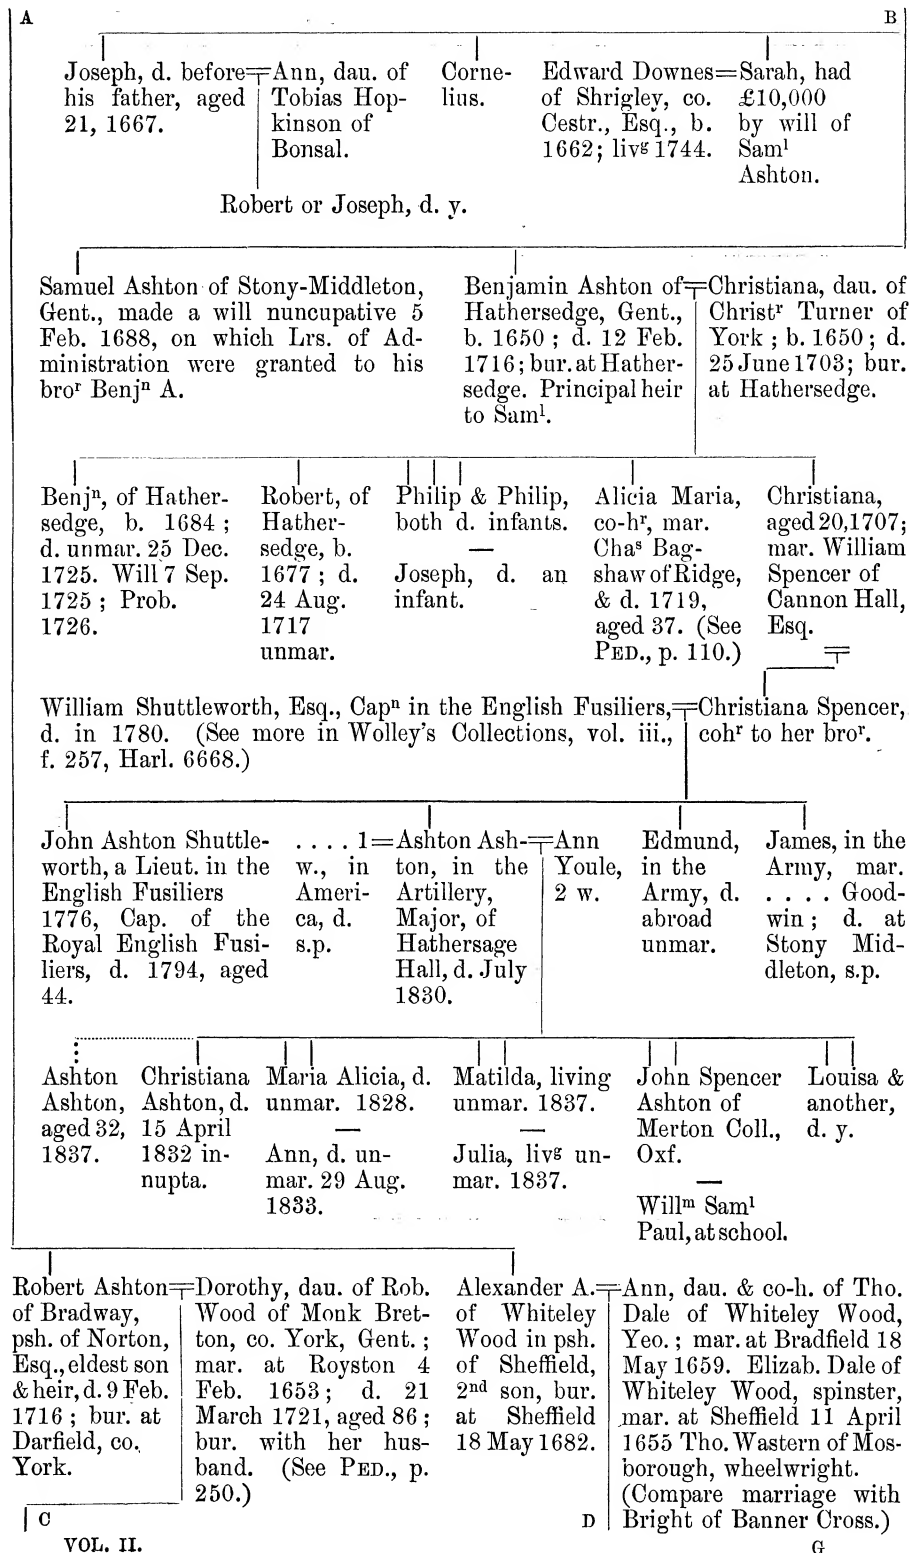 A B
Joseph, d. before
his father, aged
21, 1667.
Ann, dau. of
Tobias Hop-
kinson of
Bonsal.
Corne-
lius.
Edward Downes
of Shrigley, co.
Cestr., Esq., b.
1662; livᵍ 1744.
Sarah, had
£10,000
by will of
Samˡ
Ashton.
Robert or Joseph, d. y.
Samuel Ashton of Stony-Middleton,
Gent., made a will nuncupative 5
Feb. 1688, on which Lrs. of Ad-
ministration were granted to his
broʳ Benjⁿ A.
Benjamin Ashton of
Hathersedge, Gent.,
b. 1650 ; d. 12 Feb.
1716; bur. at Hather-
sedge. Principal heir
to Samˡ.
Christiana, dau. of
Christʳ Turner of
York ; b. 1650 ; d.
25 June 1703; bur.
at Hathersedge.
Benjⁿ, of Hather-
sedge, b. 1684 ;
d. unmar. 25 Dec.
1725. Will 7 Sep.
1725 ; Prob.
1726.
Robert, of
Hather-
sedge, b.
1677 ; d.
24 Aug.
1717
unmar.
Philip & Philip,
both d. infants.
—
Joseph, d. an
infant.
Alicia Maria,
co-hʳ, mar.
Chaˢ Bag-
shaw of Ridge,
& d. 1719,
aged 37. (See
PED., p. 110.)
Christiana,
aged 20, 1707;
mar. William
Spencer of
Cannon Hall,
Esq.
William Shuttleworth, Esq., Capⁿ in the English Fusiliers,
d. in 1780. (See more in Wolley's Collections, vol. iii.,
f. 257, Harl. 6668.)
Christiana Spencer,
cohʳ to her broʳ.
John Ashton Shuttle-
worth, a Lieut. in the
English Fusiliers
1776, Cap. of the
Royal English Fusi-
liers, d. 1794, aged
44.
. . . . 1
w., in
Ameri-
ca, d.
s.p.
Ashton Ash-
ton, in the
Artillery,
Major, of
Hathersage
Hall, d. July
1830.
Ann
Youle,
2 w.
Edmund,
in the
Army, d.
abroad
unmar.
James, in the
Army, mar.
. . . . Good-
win ; d. at
Stony Mid-
dleton, s.p.
Ashton
Ashton,
aged 32,
1837.
Christiana
Ashton, d.
15 April
1832 in-
nupta.
Maria Alicia, d.
unmar. 1828.
—
Ann, d. un-
mar. 29 Aug.
1833.
Matilda, living
unmar. 1837.
—
Julia, livᵍ un-
mar. 1837.
John Spencer
Ashton of
Merton Coll.,
Oxf.
—
Willᵐ Samˡ
Paul, at school.
Louisa &
another,
d. y.
Robert Ashton
of Bradway,
psh. of Norton,
Esq., eldest son
& heir, d. 9 Feb.
1716 ; bur. at
Darfield, co.
York.
Dorothy, dau. of Rob.
Wood of Monk Bret-
ton, co. York, Gent. ;
mar. at Royston 4
Feb. 1653 ; d. 21
March 1721, aged 86 ;
bur. with her hus-
band. (See PED., p.
250.)
Alexander A.
of Whiteley
Wood in psh.
of Sheffield,
2ⁿᵈ son, bur.
at Sheffield
18 May 1682.
Ann, dau. & co-h. of Tho.
Dale of Whiteley Wood,
Yeo. ; mar. at Bradfield 18
May 1659. Elizab. Dale of
Whiteley Wood, spinster,
mar. at Sheffield 11 April
1655 Tho. Wastern of Mos-
borough, wheelwright.
(Compare marriage with
Bright of Banner Cross.)
C D
VOL. II. G